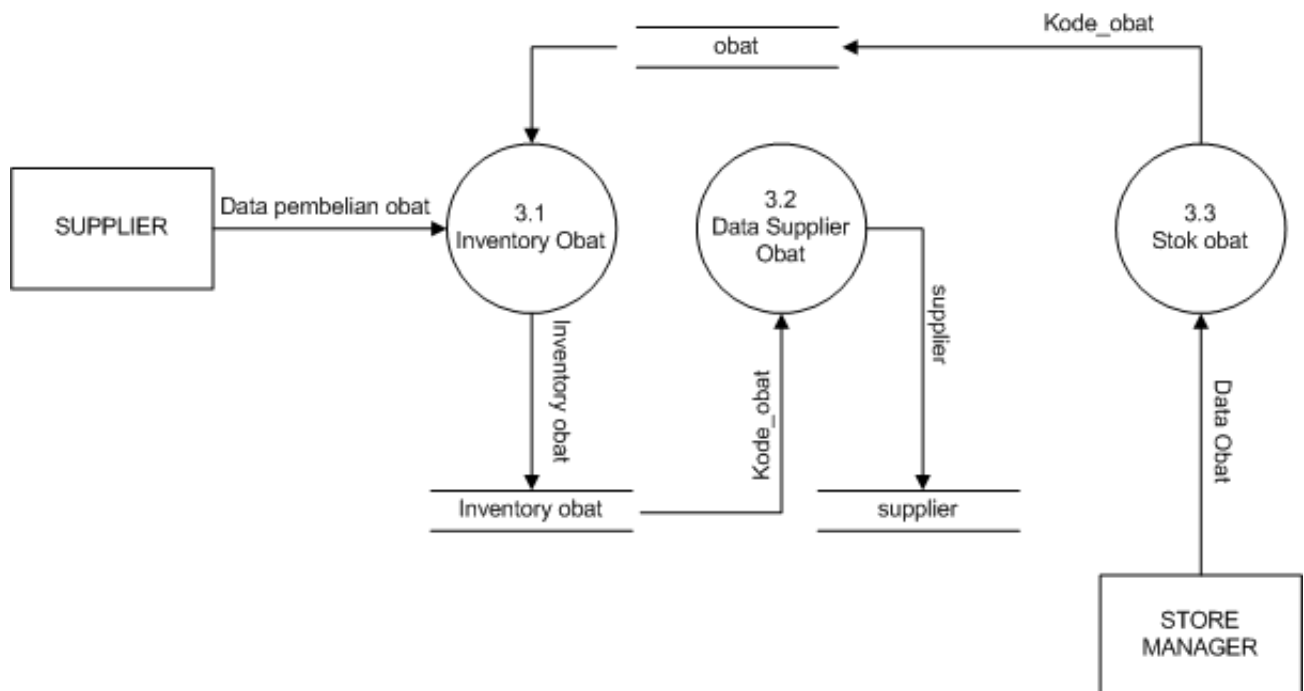 Kode_obat
obat
SUPPLIER
Data pembelian obat
3.1
Inventory Obat
3.2
Data Supplier
Obat
3.3
Stok obat
Inventory obat
Kode_obat
supplier
Data Obat
Inventory obat
supplier
STORE
MANAGER